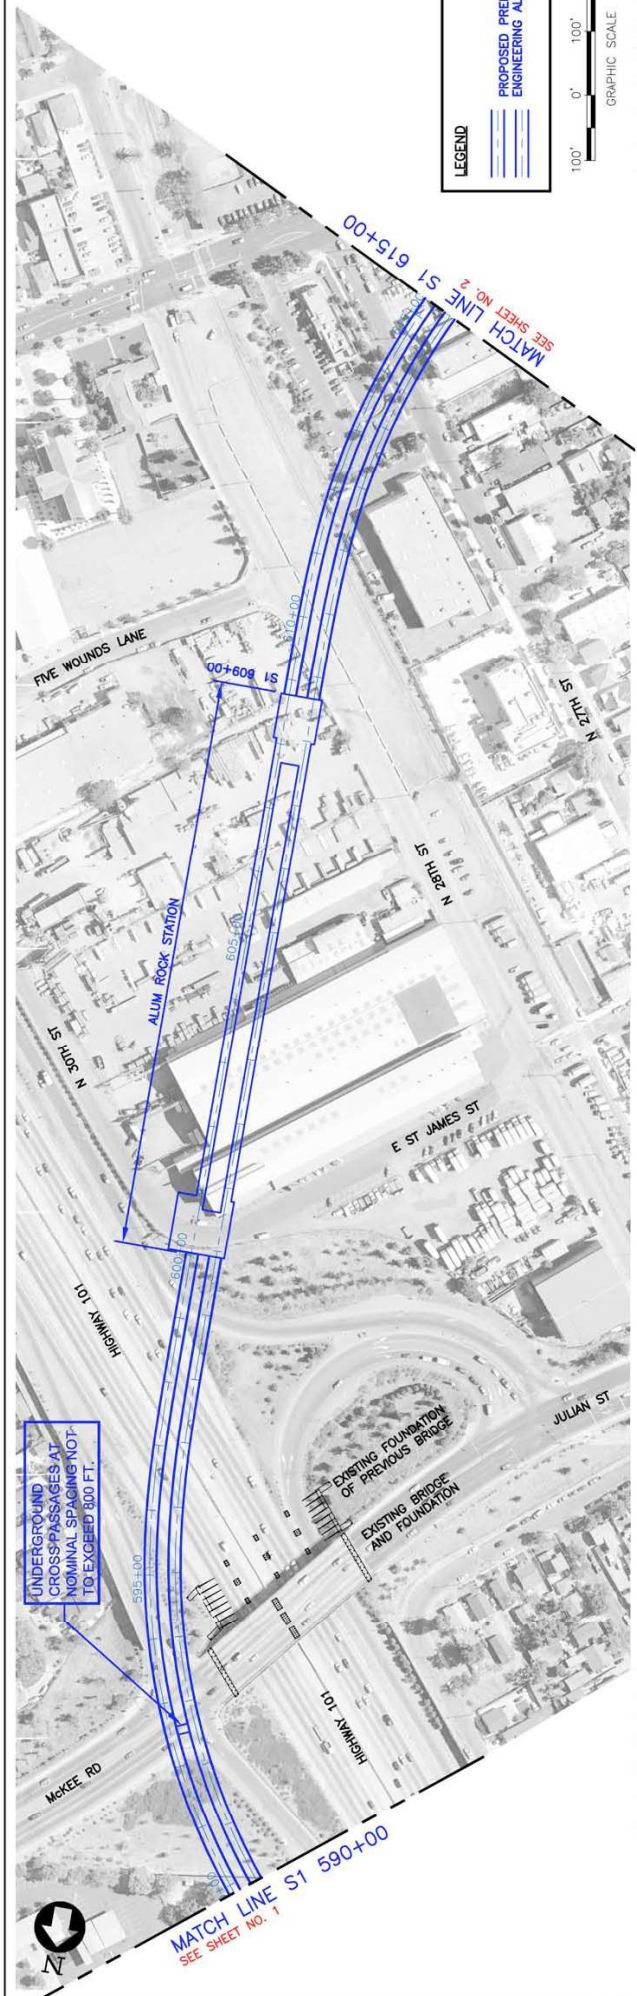 UNDERGROUND
CROSS PASSAGES AT
NOMINAL SPACING NOT
TO EXCEED 800 FT.
McKEE RD
N
MATCH LINE S1 590+00
SEE SHEET NO. 1
595+00
HIGHWAY 101
HIGHWAY 101
EXISTING FOUNDATION
OF PREVIOUS BRIDGE
EXISTING BRIDGE
AND FOUNDATION
JULIAN ST
600+00
E ST JAMES ST
N 30TH ST
ALUM ROCK STATION
605+00
N 28TH ST
S1 609+00
610+00
FIVE WOUNDS LANE
N 27TH ST
MATCH LINE S1 615+00
SEE SHEET NO. 2
LEGEND
PROPOSED
ENGINEERING
100' 0' 100'
GRAPHIC SCALE